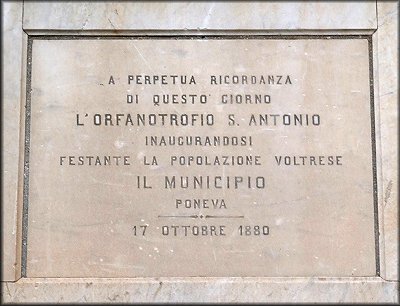 A PERPETUA RICORDANZA
DI QUESTO GIORNO
L'ORFANOTROFIO S. ANTONIO
INAUGURANDOSI
FESTANTE LA POPOLAZIONE VOLTRESE
IL MUNICIPIO
PONEVA
17 OTTOBRE 1880